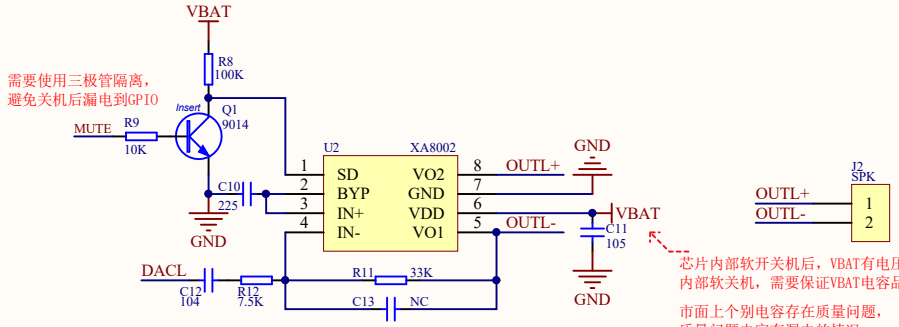 VBAT
R8
100K
需要使用三极管隔离，
避免关机后漏电到GPIO
Insert
Q1
9014
MUTE
R9
10K
U2
XA8002
GND
1
SD
VO2
8
OUTL+
2
BYP
GND
7
3
IN+
VDD
6
VBAT
4
IN-
VO1
5
OUTL-
C10
225
GND
C11
105
GND
J2
SPK
OUTL+
1
OUTL-
2
DACL
C12
104
R12
7.5K
R11
33K
C13
NC
芯片内部软开关机后，VBAT有电压
内部软关机，需要保证VBAT电容品
市面上个别电容存在质量问题，